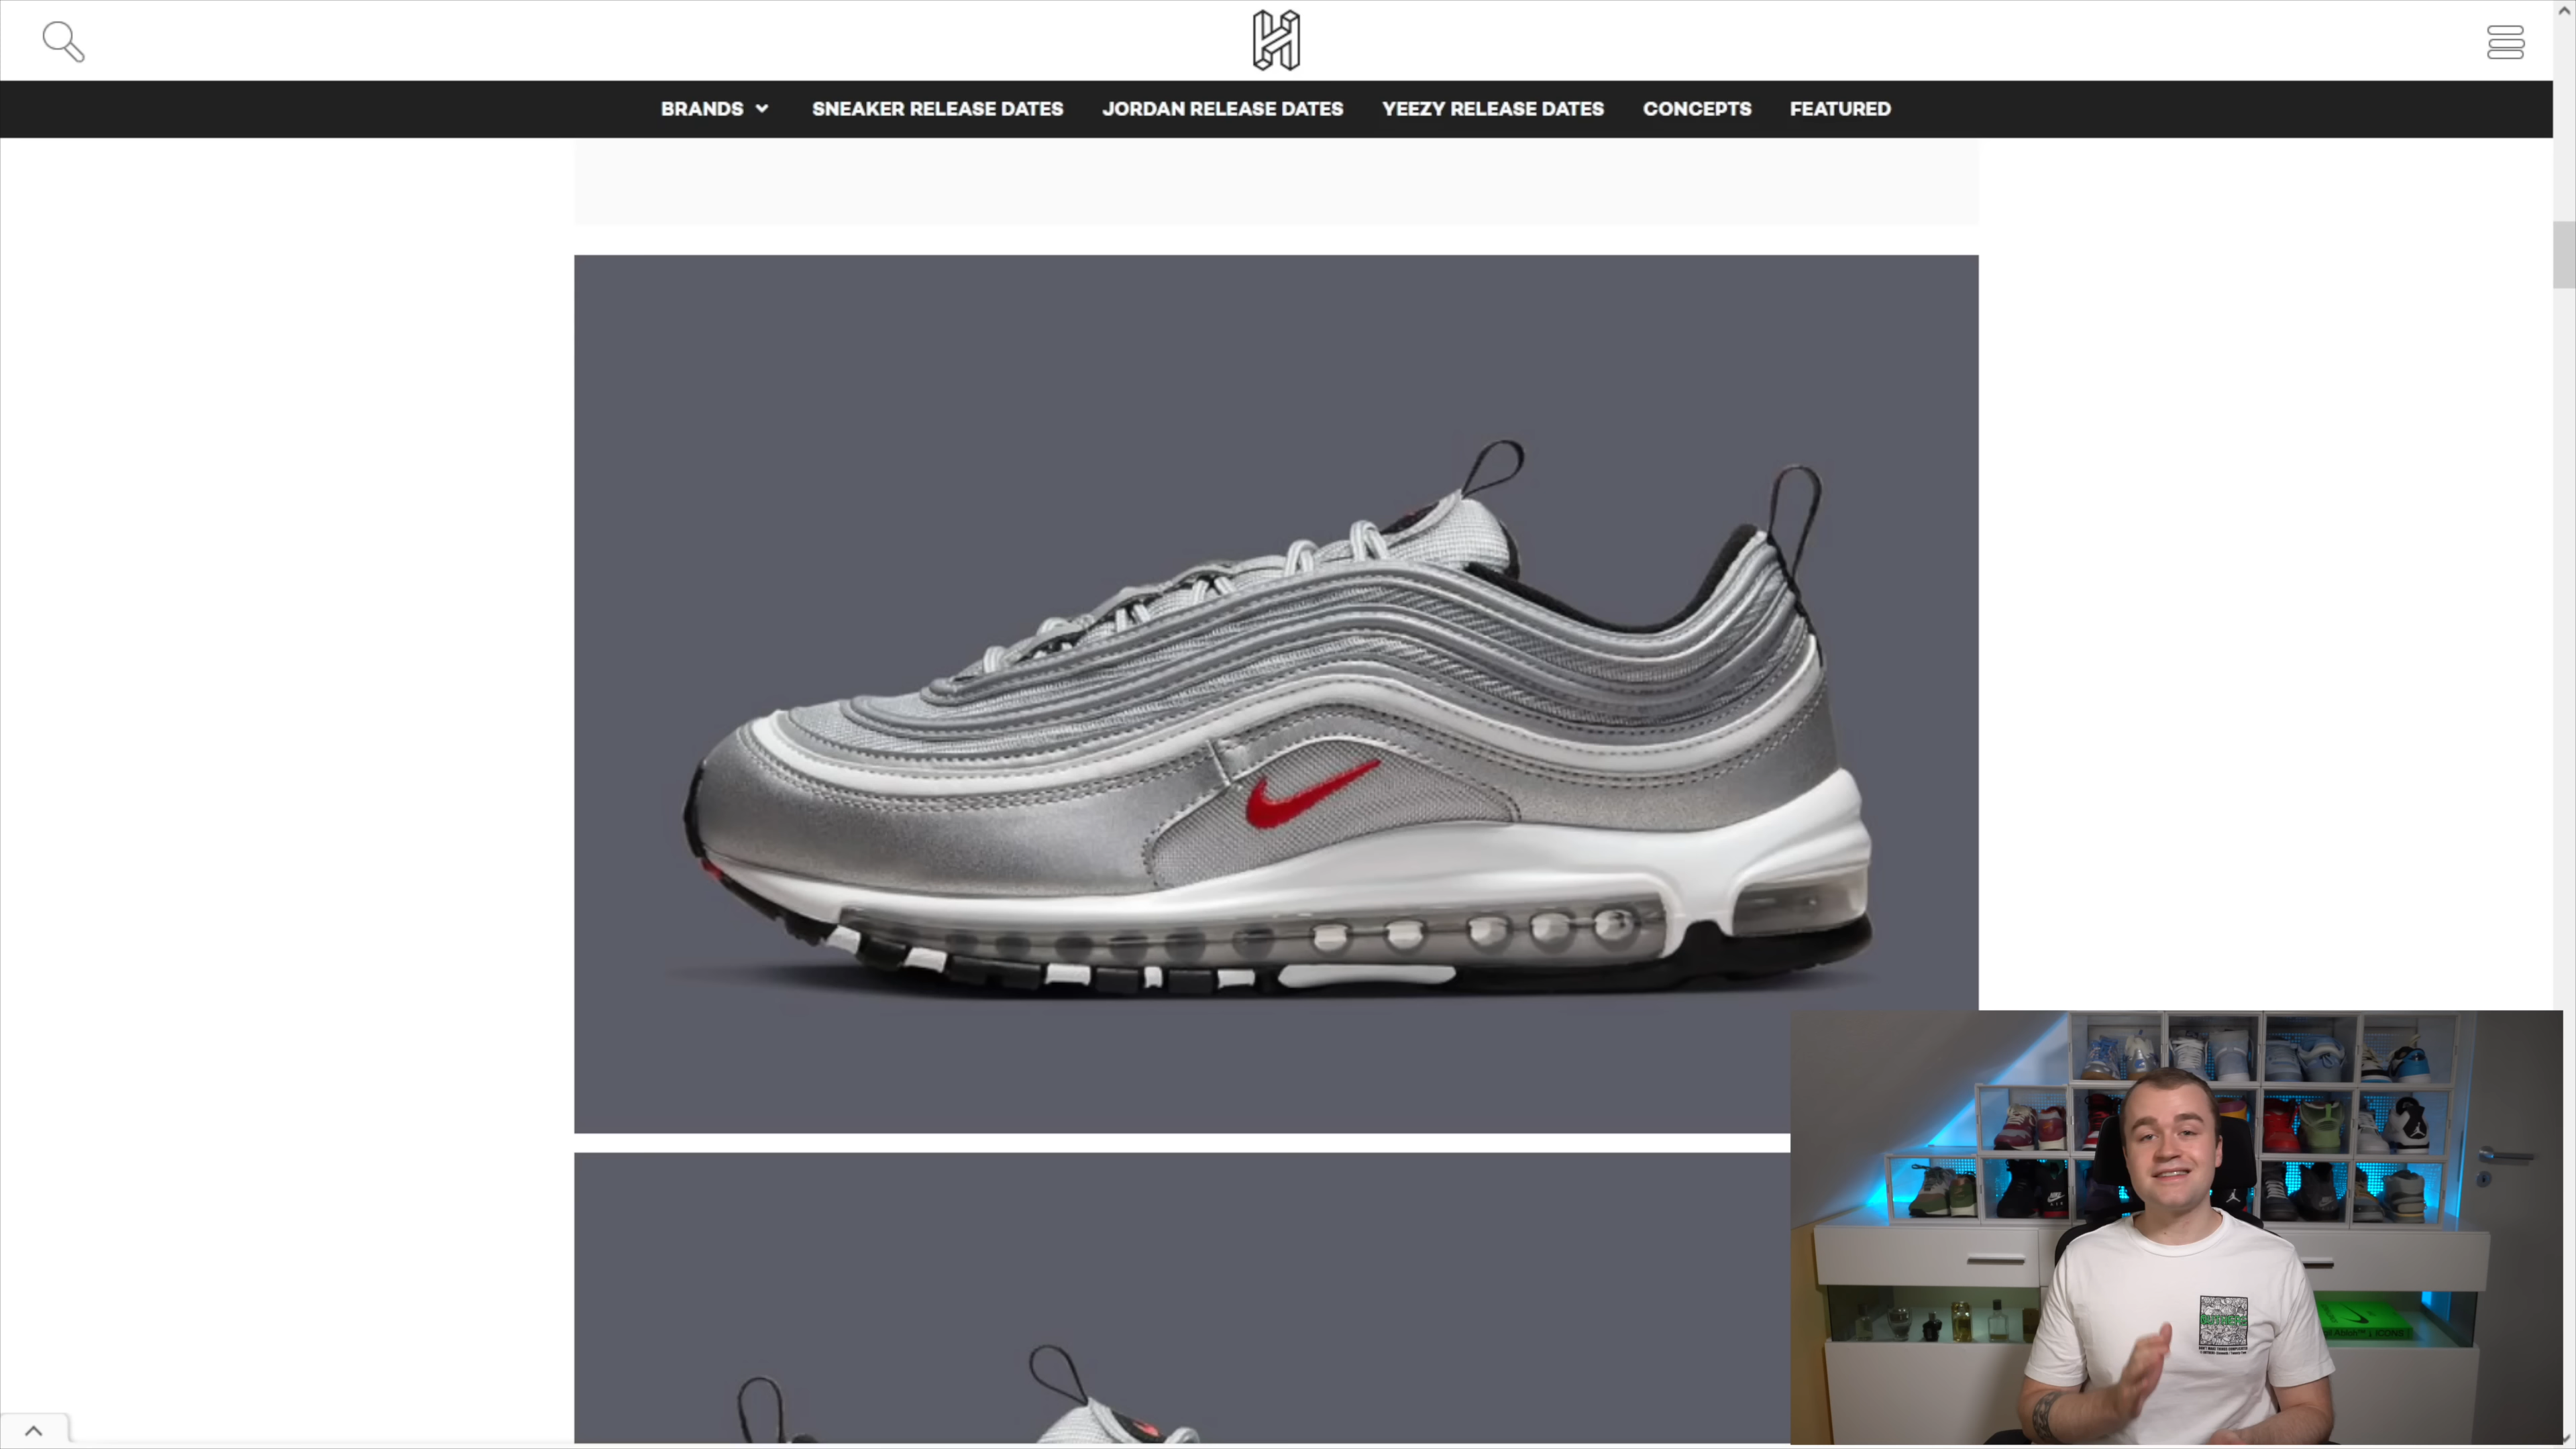 BRANDS
SNEAKER RELEASE DATES
JORDAN RELEASE DATES
YEEZY RELEASE DATES
CONCEPTS
FEATURED